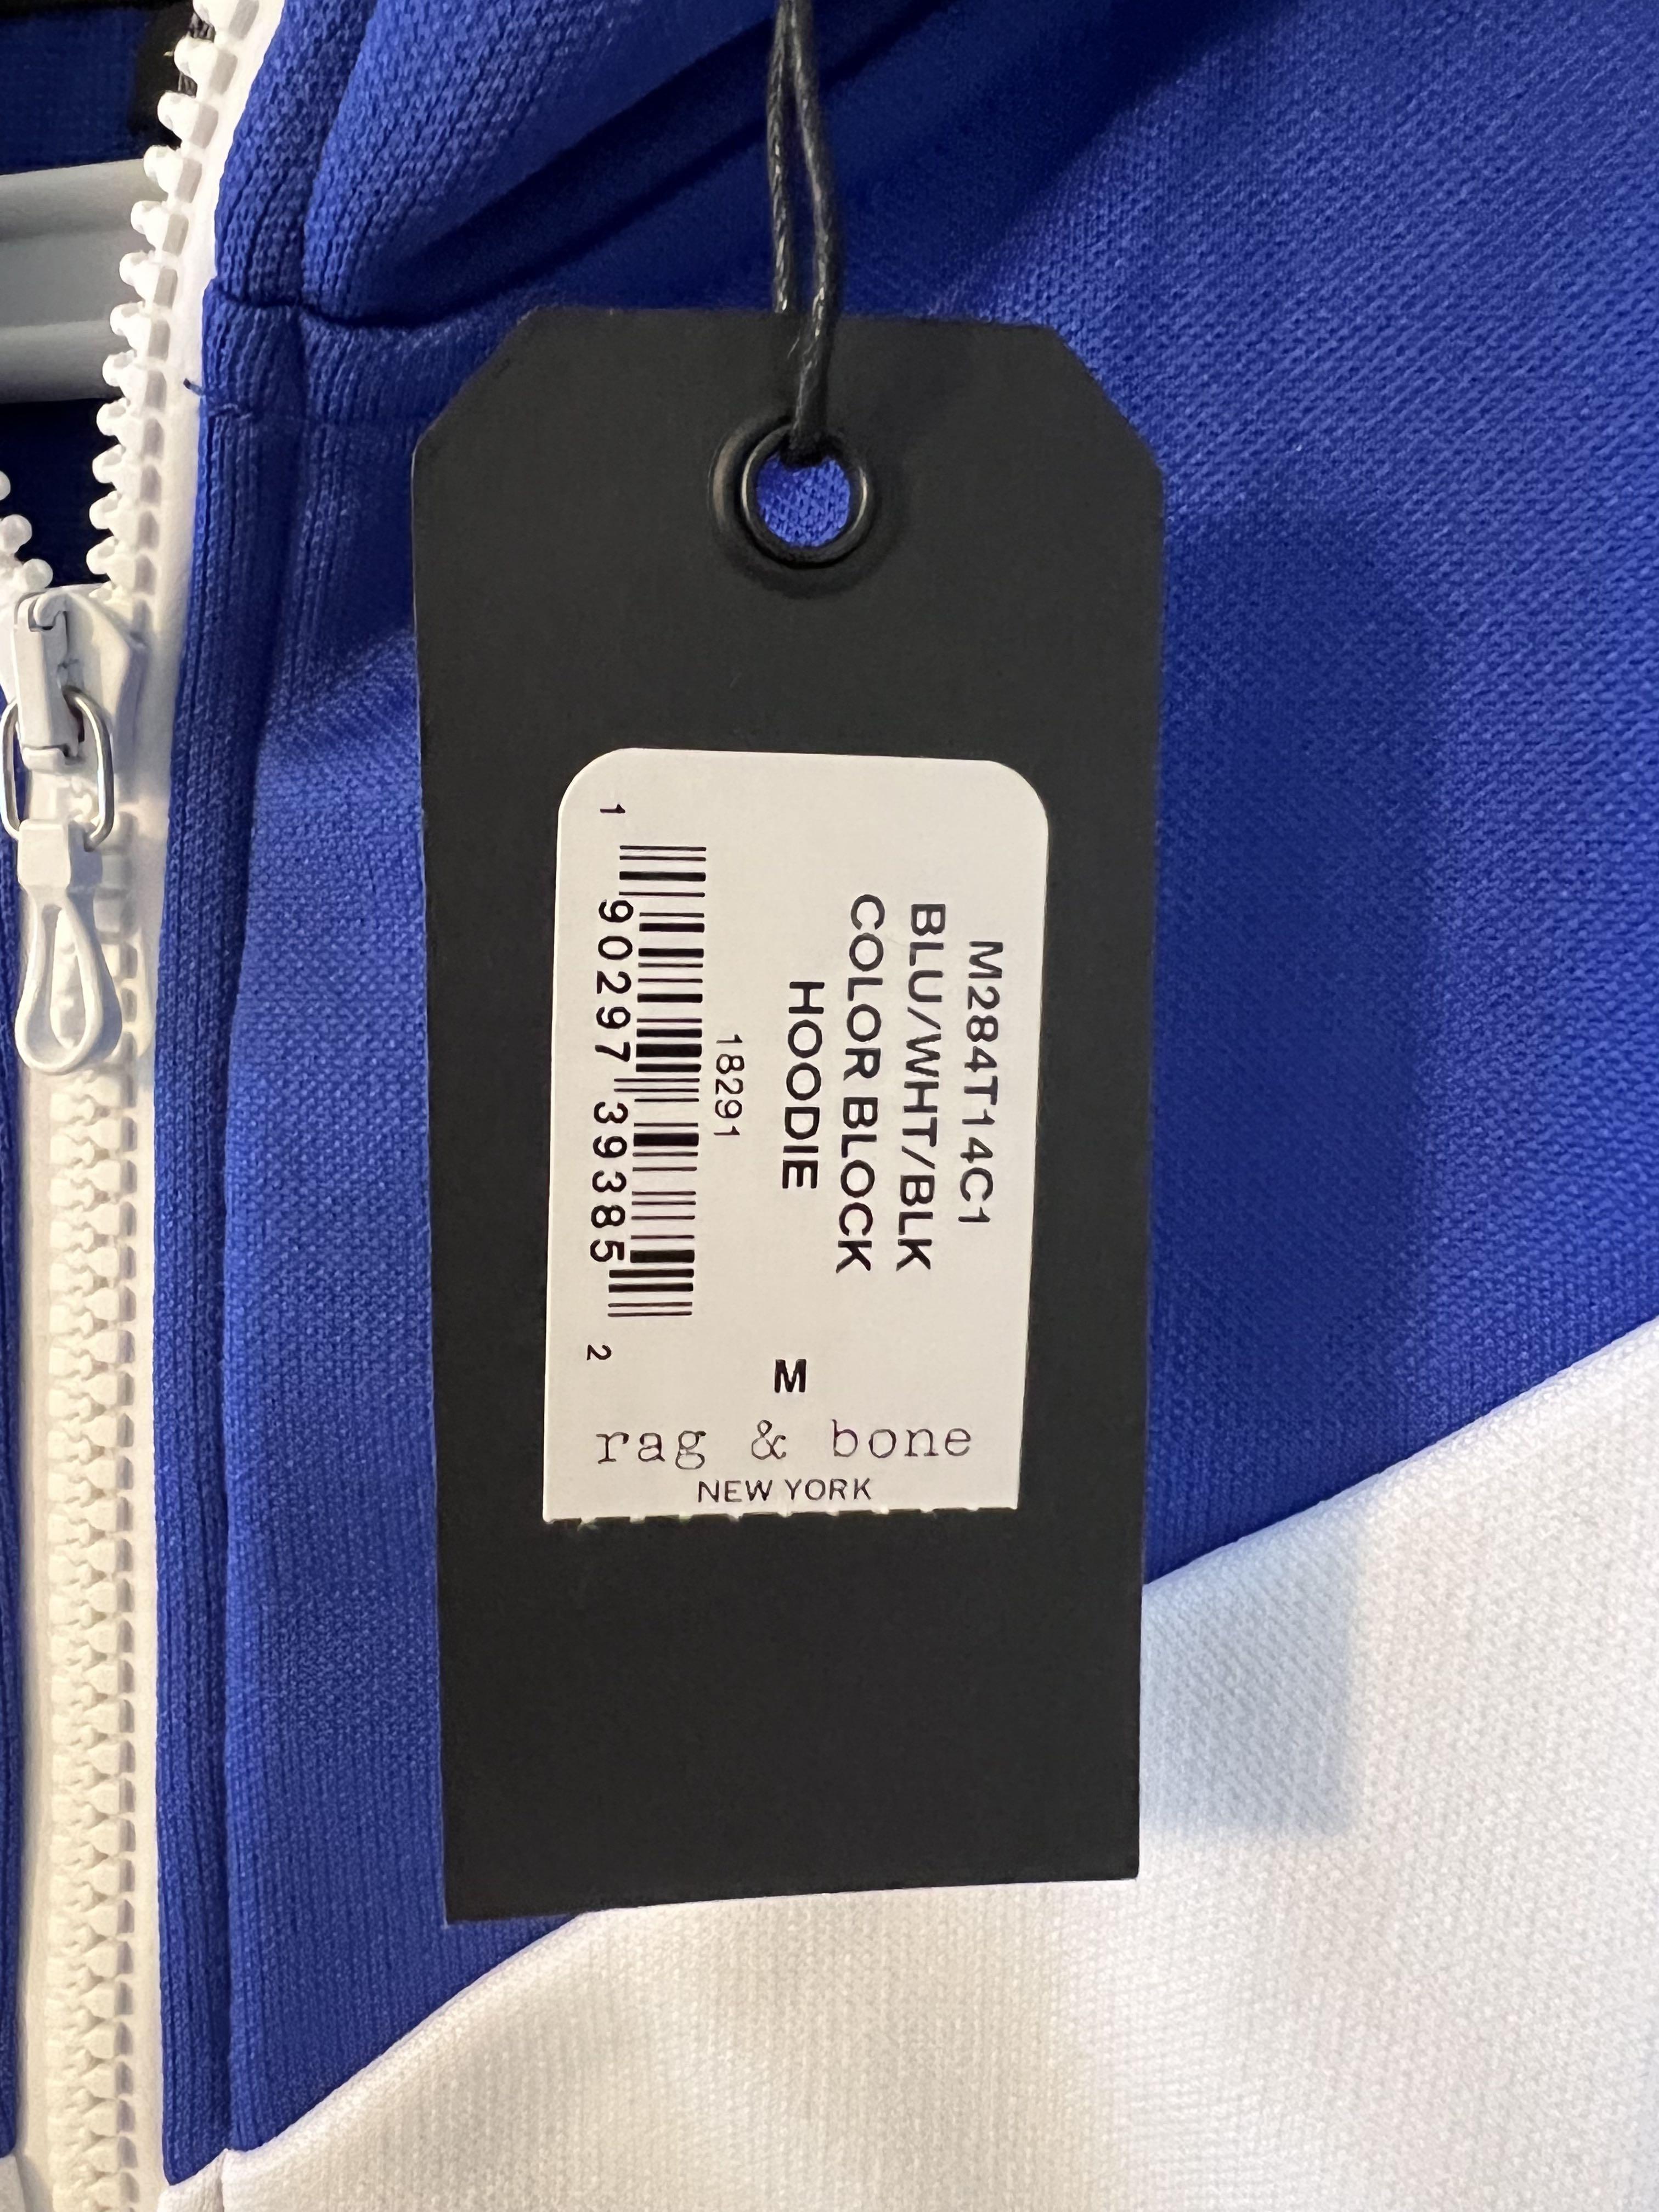 M284T14C1
BLU/WHT/BLK
COLOR BLOCK
HOODIE
18291
1 90297 39385 2
M
rag & bone
NEW YORK